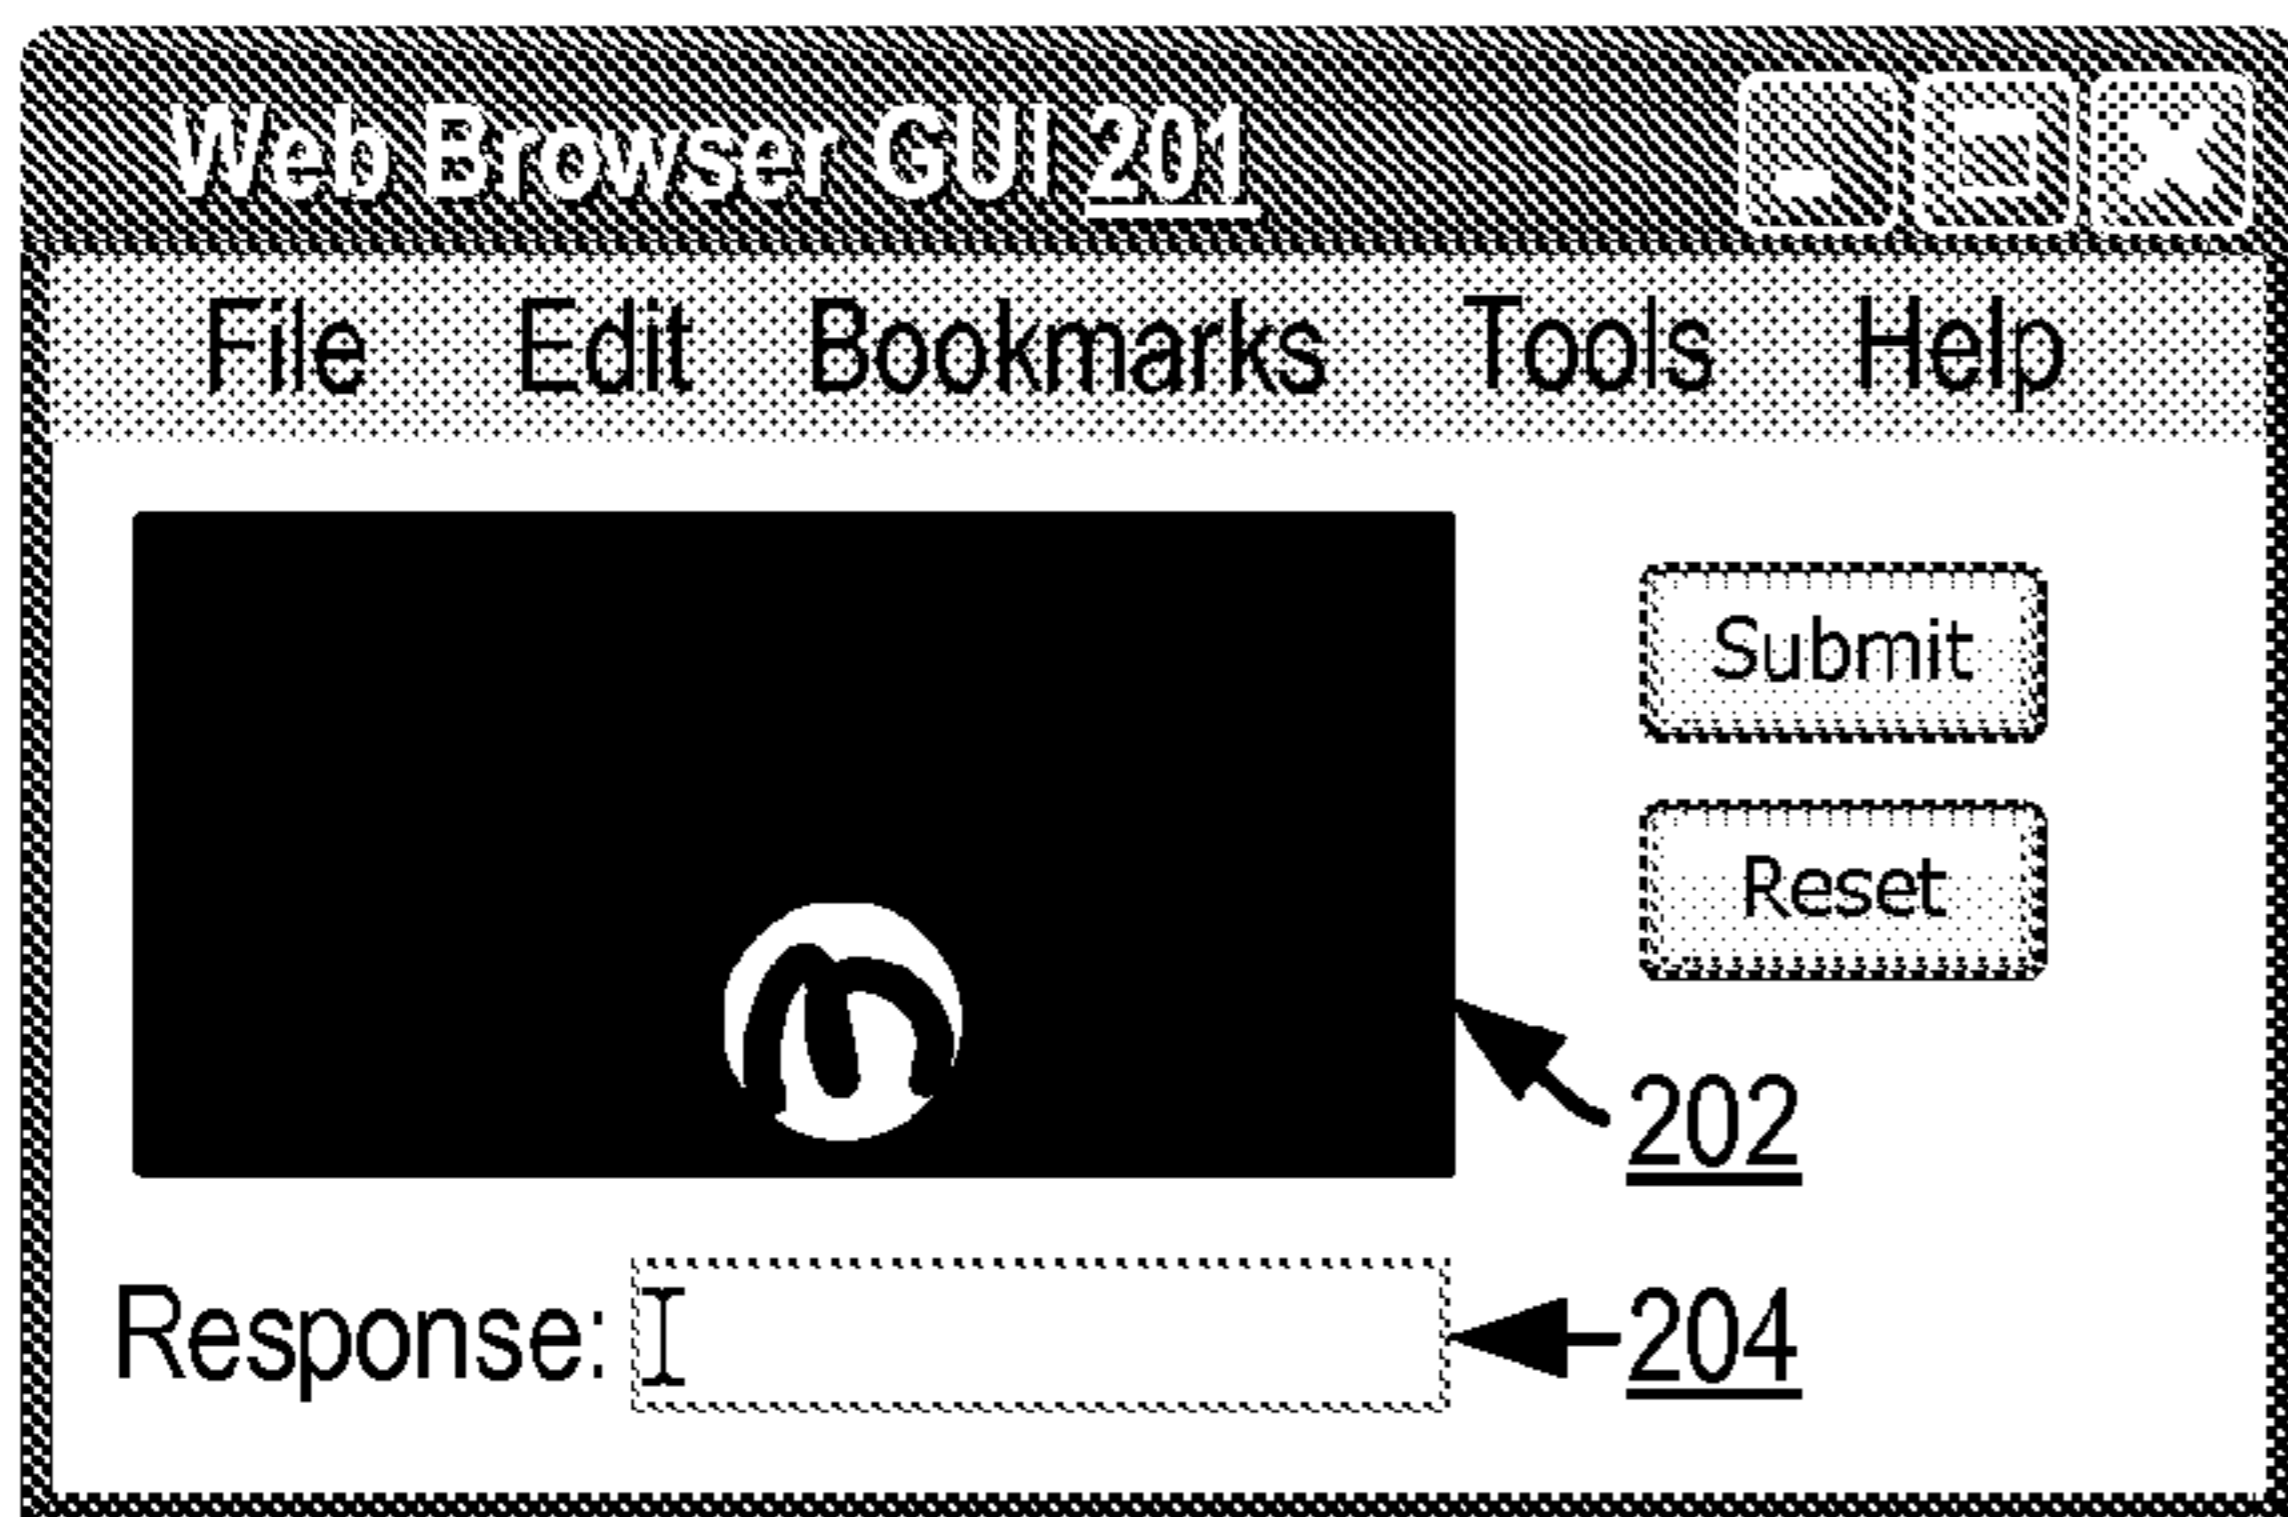 Web Browser GUI 201
File Edit Bookmarks Tools Help
m
Submit
Reset
202
Response:
204